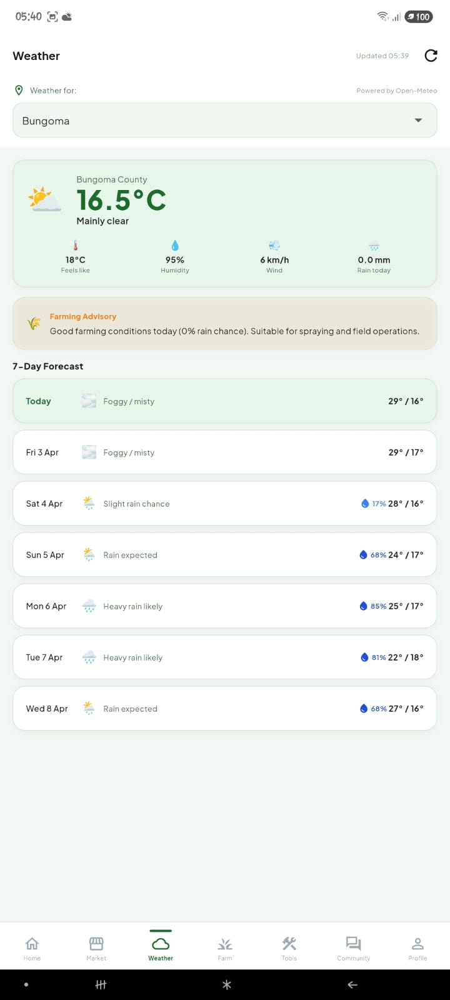 05:40
100
Weather
Updated 05:39
Weather for:
Powered by Open-Meteo
Bungoma
Bungoma County
16.5°C
Mainly clear
18°C 95% 6 km/h 0.0 mm
Feels like Humidity Wind Rain today
Farming Advisory
Good farming conditions today (0% rain chance). Suitable for spraying and field operations.
7-Day Forecast
Today Foggy / misty 29° / 16°
Fri 3 Apr Foggy / misty 29° / 17°
Sat 4 Apr Slight rain chance 17% 28° / 16°
Sun 5 Apr Rain expected 68% 24° / 17°
Mon 6 Apr Heavy rain likely 85% 25° / 17°
Tue 7 Apr Heavy rain likely 81% 22° / 18°
Wed 8 Apr Rain expected 68% 27° / 16°
Home Market Weather Farm Tools Community Profile